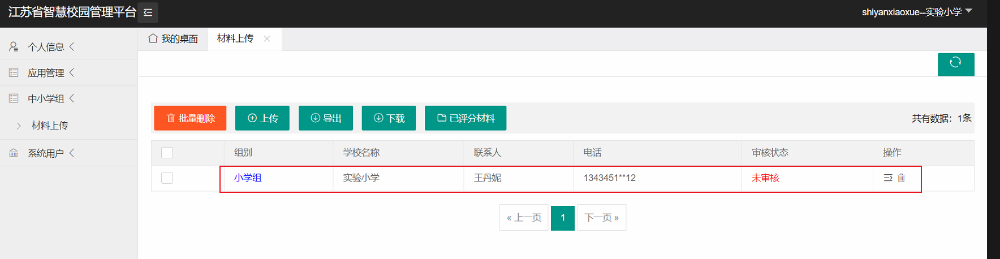 江苏省智慧校园管理平台
shiyanxiaoxue--实验小学
个人信息
应用管理
中小学组
材料上传
系统用户
我的桌面 材料上传
批量删除 上传 导出 下载 已评分材料 共有数据：1条
组别 学校名称 联系人 电话 审核状态 操作
小学组 实验小学 王丹妮 1343451**12 未审核
« 上一页 1 下一页 »